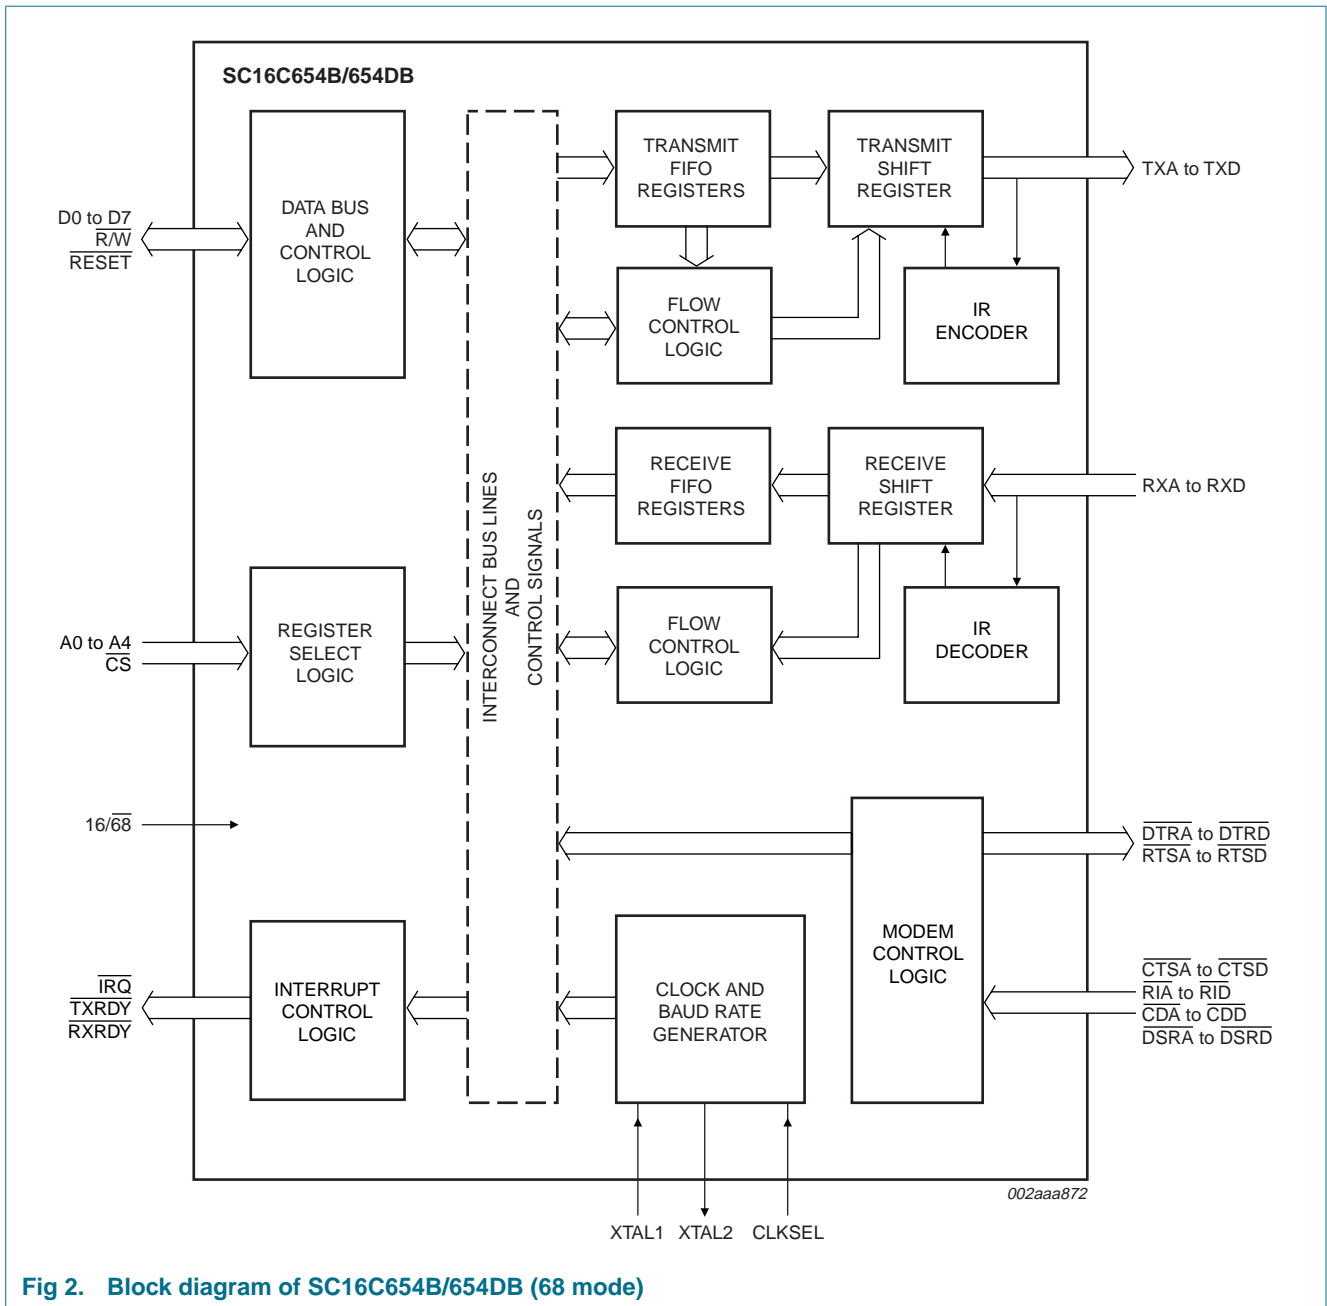 SC16C654B/654DB
DATA BUS
AND
CONTROL
LOGIC
D0 to D7
R/W
RESET
TRANSMIT
FIFO
REGISTERS
TRANSMIT
SHIFT
REGISTER
TXA to TXD
FLOW
CONTROL
LOGIC
IR
ENCODER
INTERCONNECT BUS LINES
AND
CONTROL SIGNALS
RECEIVE
FIFO
REGISTERS
RECEIVE
SHIFT
REGISTER
RXA to RXD
A0 to A4
CS
REGISTER
SELECT
LOGIC
FLOW
CONTROL
LOGIC
IR
DECODER
16/68
DTRA to DTRD
RTSA to RTSD
MODEM
CONTROL
LOGIC
IRQ
TXRDY
RXRDY
INTERRUPT
CONTROL
LOGIC
CLOCK AND
BAUD RATE
GENERATOR
CTSA to CTSD
RIA to RID
CDA to CDD
DSRA to DSRD
002aaa872
XTAL1 XTAL2 CLKSEL
Fig 2. Block diagram of SC16C654B/654DB (68 mode)